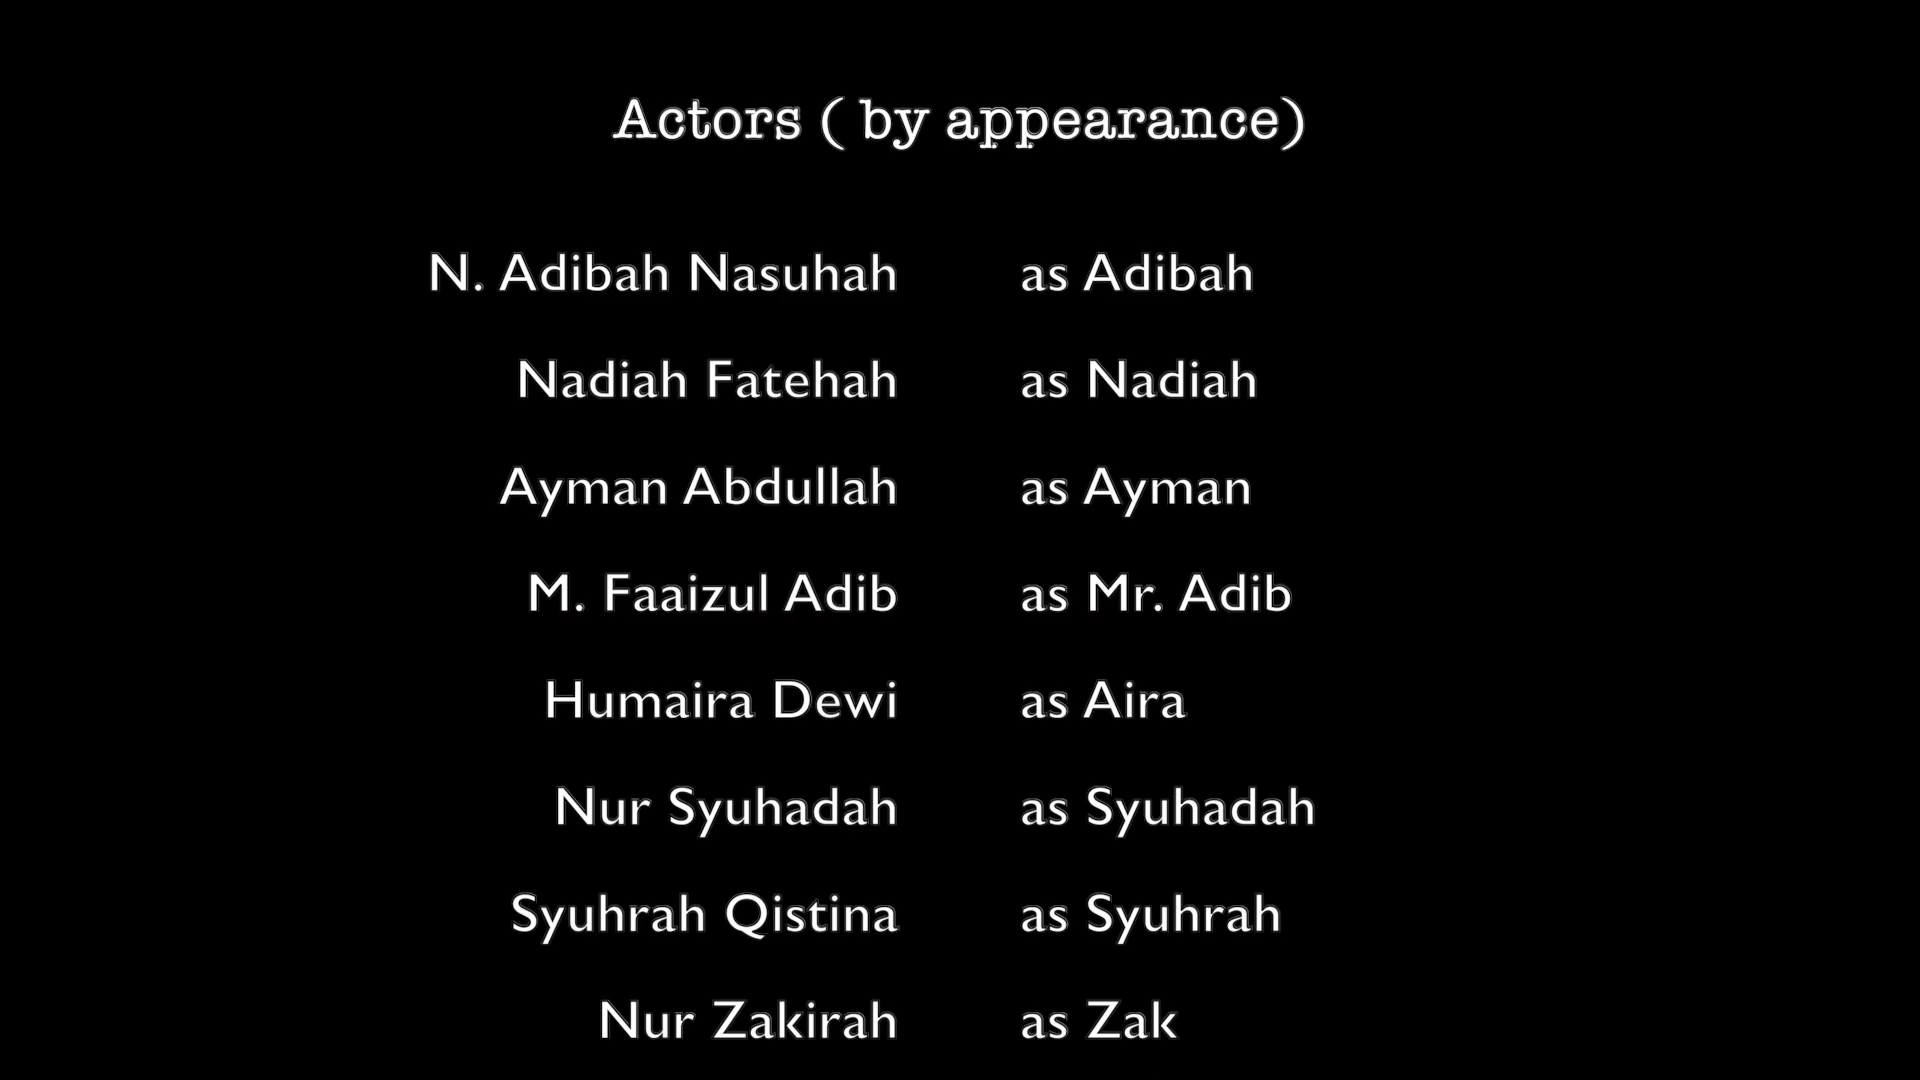 Actors ( by appearance)
N. Adibah Nasuhah as Adibah
Nadiah Fatehah as Nadiah
Ayman Abdullah as Ayman
M. Faaizul Adib as Mr. Adib
Humaira Dewi as Aira
Nur Syuhadah as Syuhadah
Syuhrah Qistina as Syuhrah
Nur Zakirah as Zak